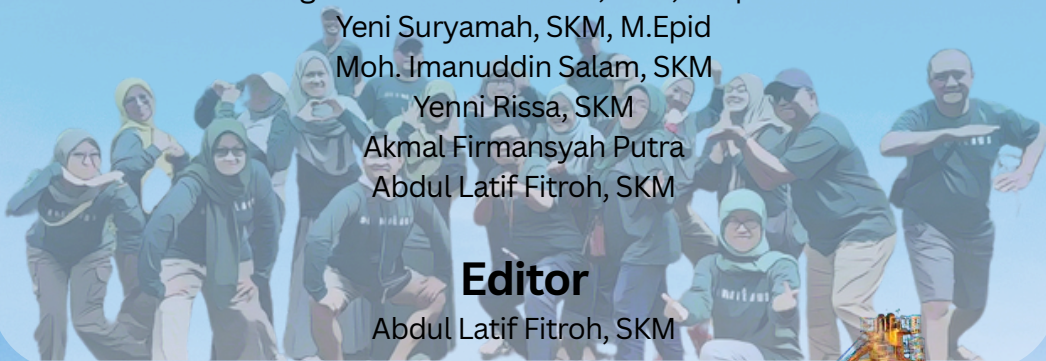 Yeni Suryamah, SKM, M.Epid
Moh. Imanuddin Salam, SKM
Yenni Rissa, SKM
Akmal Firmansyah Putra
Abdul Latif Fitroh, SKM
Editor
Abdul Latif Fitroh, SKM